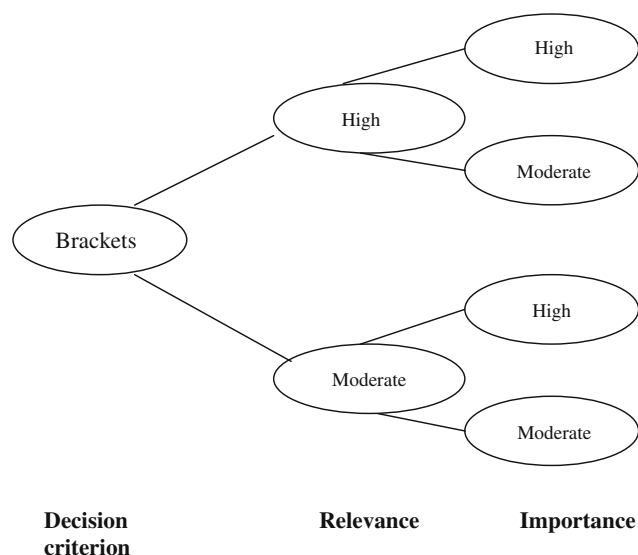 High
High
Moderate
Brackets
High
Moderate
Moderate
Decision
criterion
Relevance
Importance